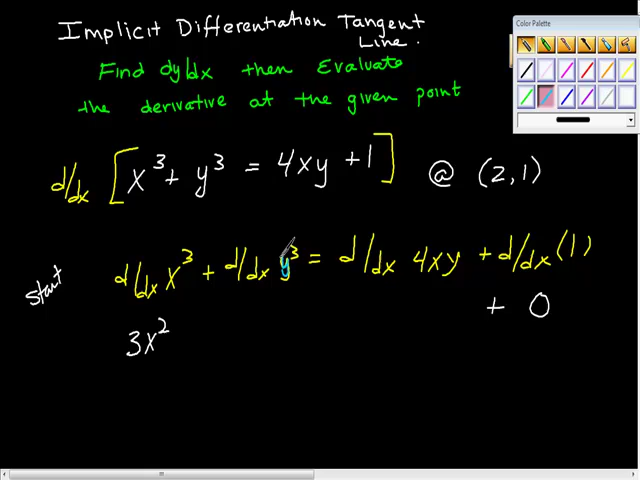 Implicit Differentiation Tangent
Line.
Color Palette
Find dy/dx then Evaluate
the derivative at the given point
d/dx [x³ + y³ = 4xy + 1] @ (2,1)
start d/dx x³ + d/dx y³ = d/dx 4xy + d/dx (1)
3x² + 0